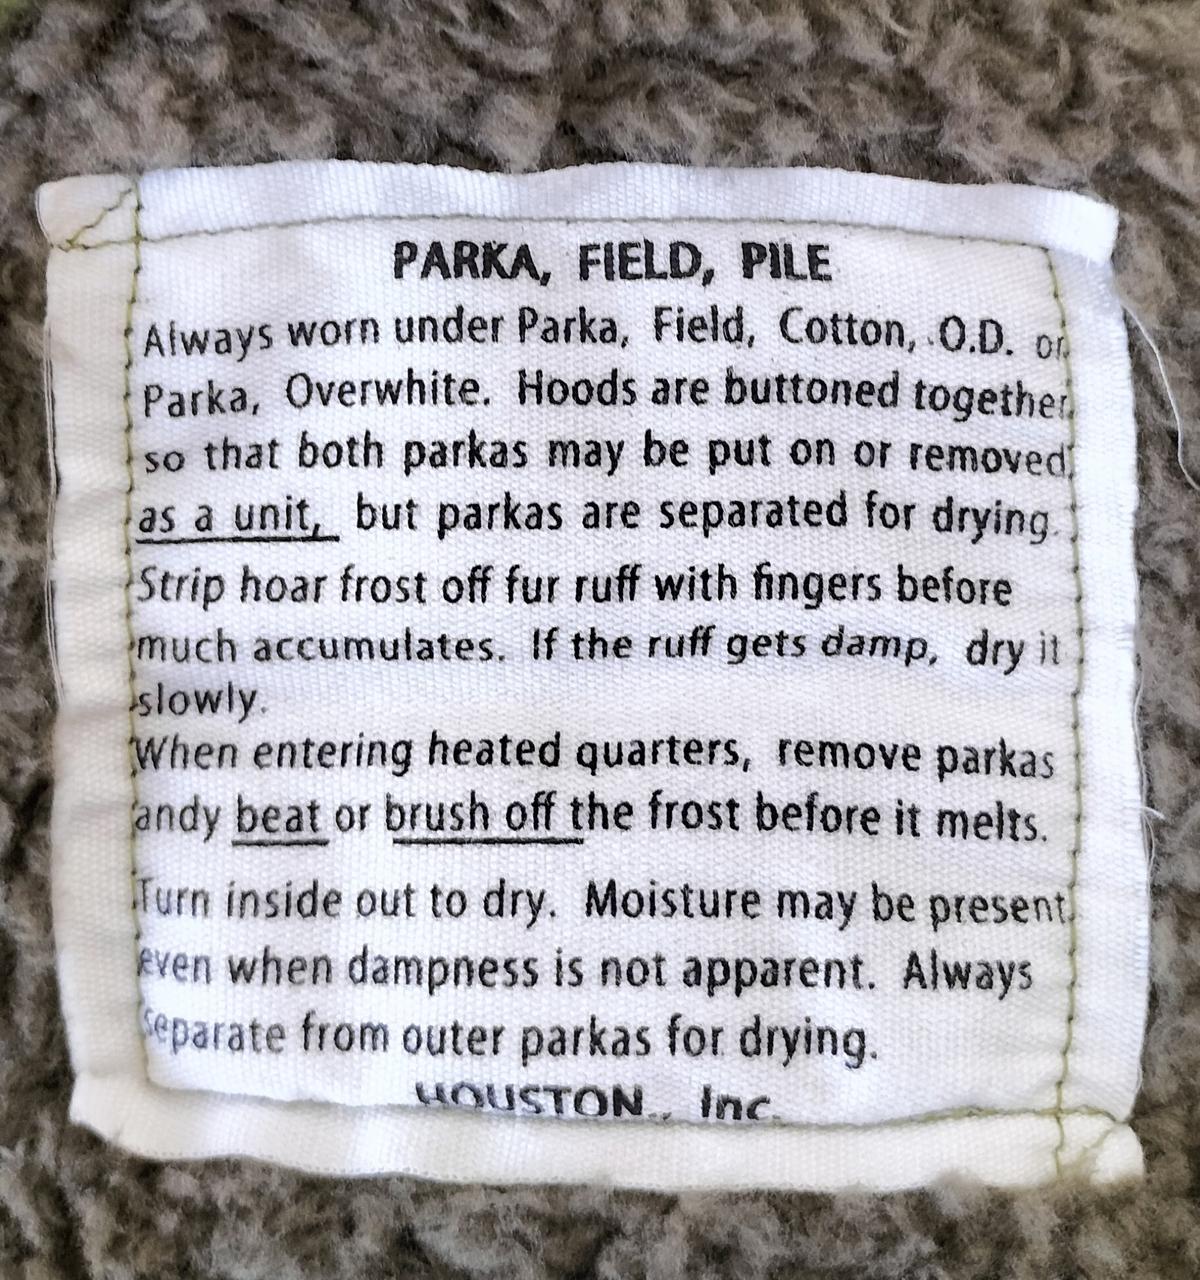 PARKA, FIELD, PILE
Always worn under Parka, Field, Cotton, O.D. or
Parka, Overwhite. Hoods are buttoned together
so that both parkas may be put on or removed
as a unit, but parkas are separated for drying.
Strip hoar frost off fur ruff with fingers before
much accumulates. If the ruff gets damp, dry it
slowly.
When entering heated quarters, remove parkas
andy beat or brush off the frost before it melts.
Turn inside out to dry. Moisture may be present
even when dampness is not apparent. Always
separate from outer parkas for drying.
HOUSTON., Inc.